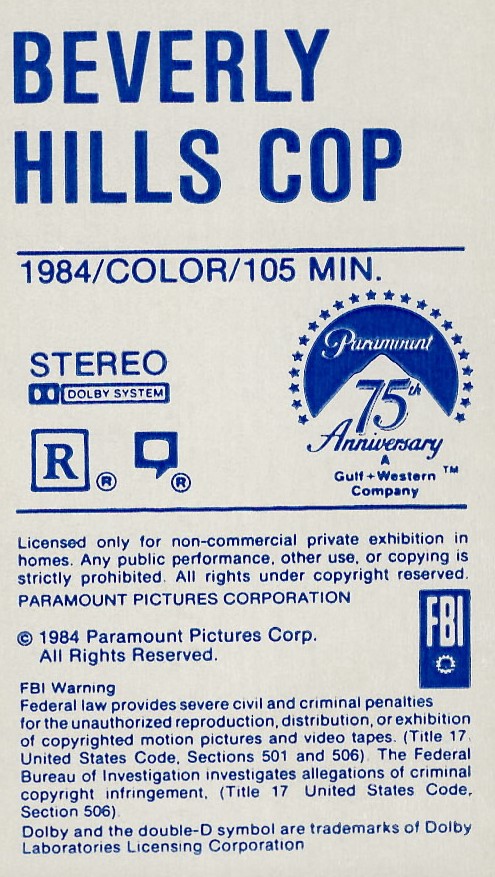 BEVERLY
HILLS COP
1984/COLOR/105 MIN.
STEREO
DOLBY SYSTEM
R ® ®
Paramount
75th
Anniversary
A
Gulf+Western TM
Company
Licensed only for non-commercial private exhibition in
homes. Any public performance, other use, or copying is
strictly prohibited. All rights under copyright reserved.
PARAMOUNT PICTURES CORPORATION
FBI
© 1984 Paramount Pictures Corp.
All Rights Reserved.
FBI Warning
Federal law provides severe civil and criminal penalties
for the unauthorized reproduction, distribution, or exhibition
of copyrighted motion pictures and video tapes. (Title 17,
United States Code, Sections 501 and 506). The Federal
Bureau of Investigation investigates allegations of criminal
copyright infringement, (Title 17 United States Code,
Section 506).
Dolby and the double-D symbol are trademarks of Dolby
Laboratories Licensing Corporation